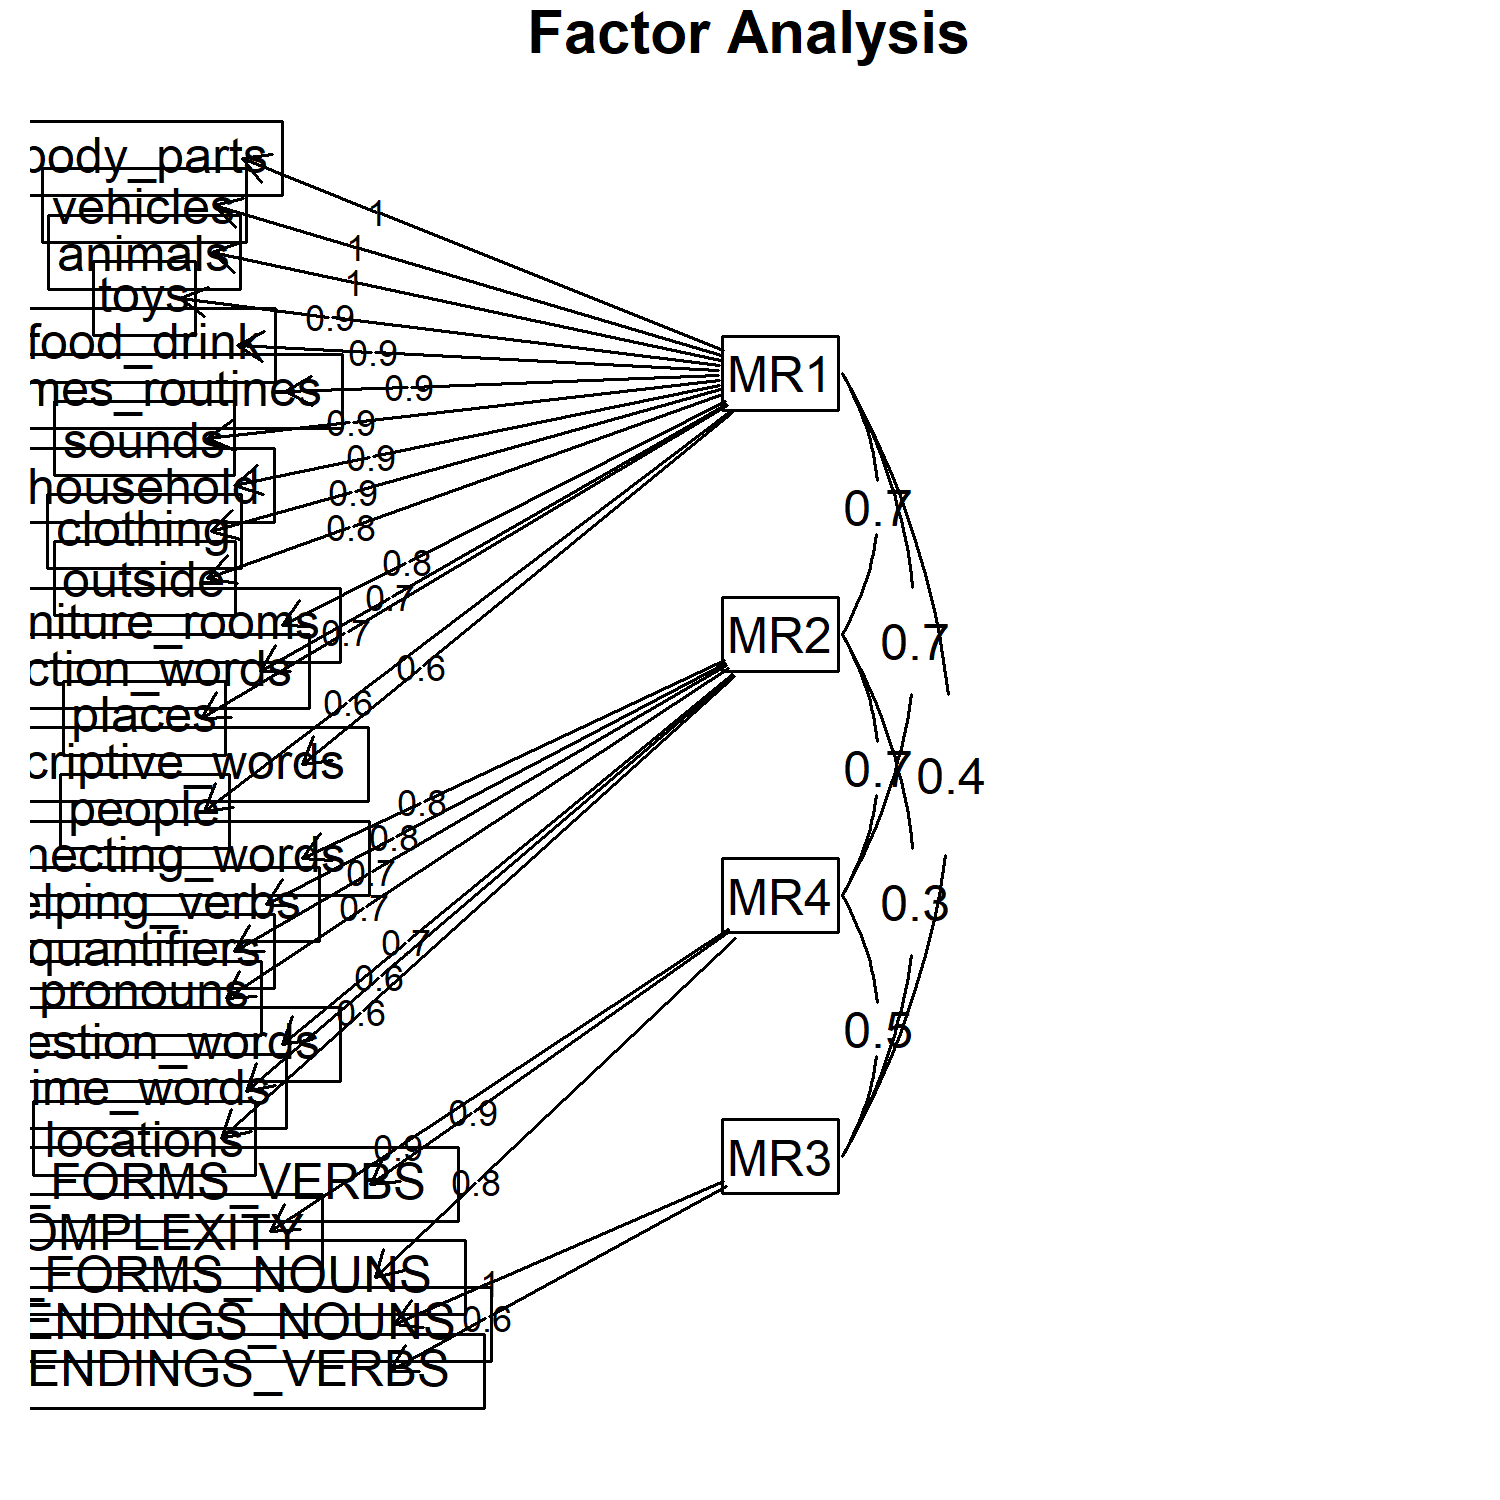 Factor Analysis
body_parts
vehicles
animals
toys
food_drink
mes_routines
sounds
household
clothing
outside
niture_rooms
ction_words
places
criptive_words
people
necting_words
elping_verbs
quantifiers
pronouns
estion_words
ime_words
locations
_FORMS_VERBS
OMPLEXITY
_FORMS_NOUNS
ENDINGS_NOUNS
ENDINGS_VERBS
1
1
1
0.9
0.9
0.9
0.9
0.9
0.9
0.8
0.8
0.7
0.7
0.6
0.6
0.8
0.8
0.7
0.7
0.7
0.6
0.6
0.9
0.9
0.8
1
0.6
MR1
MR2
MR4
MR3
0.7
0.7
0.7
0.4
0.3
0.5